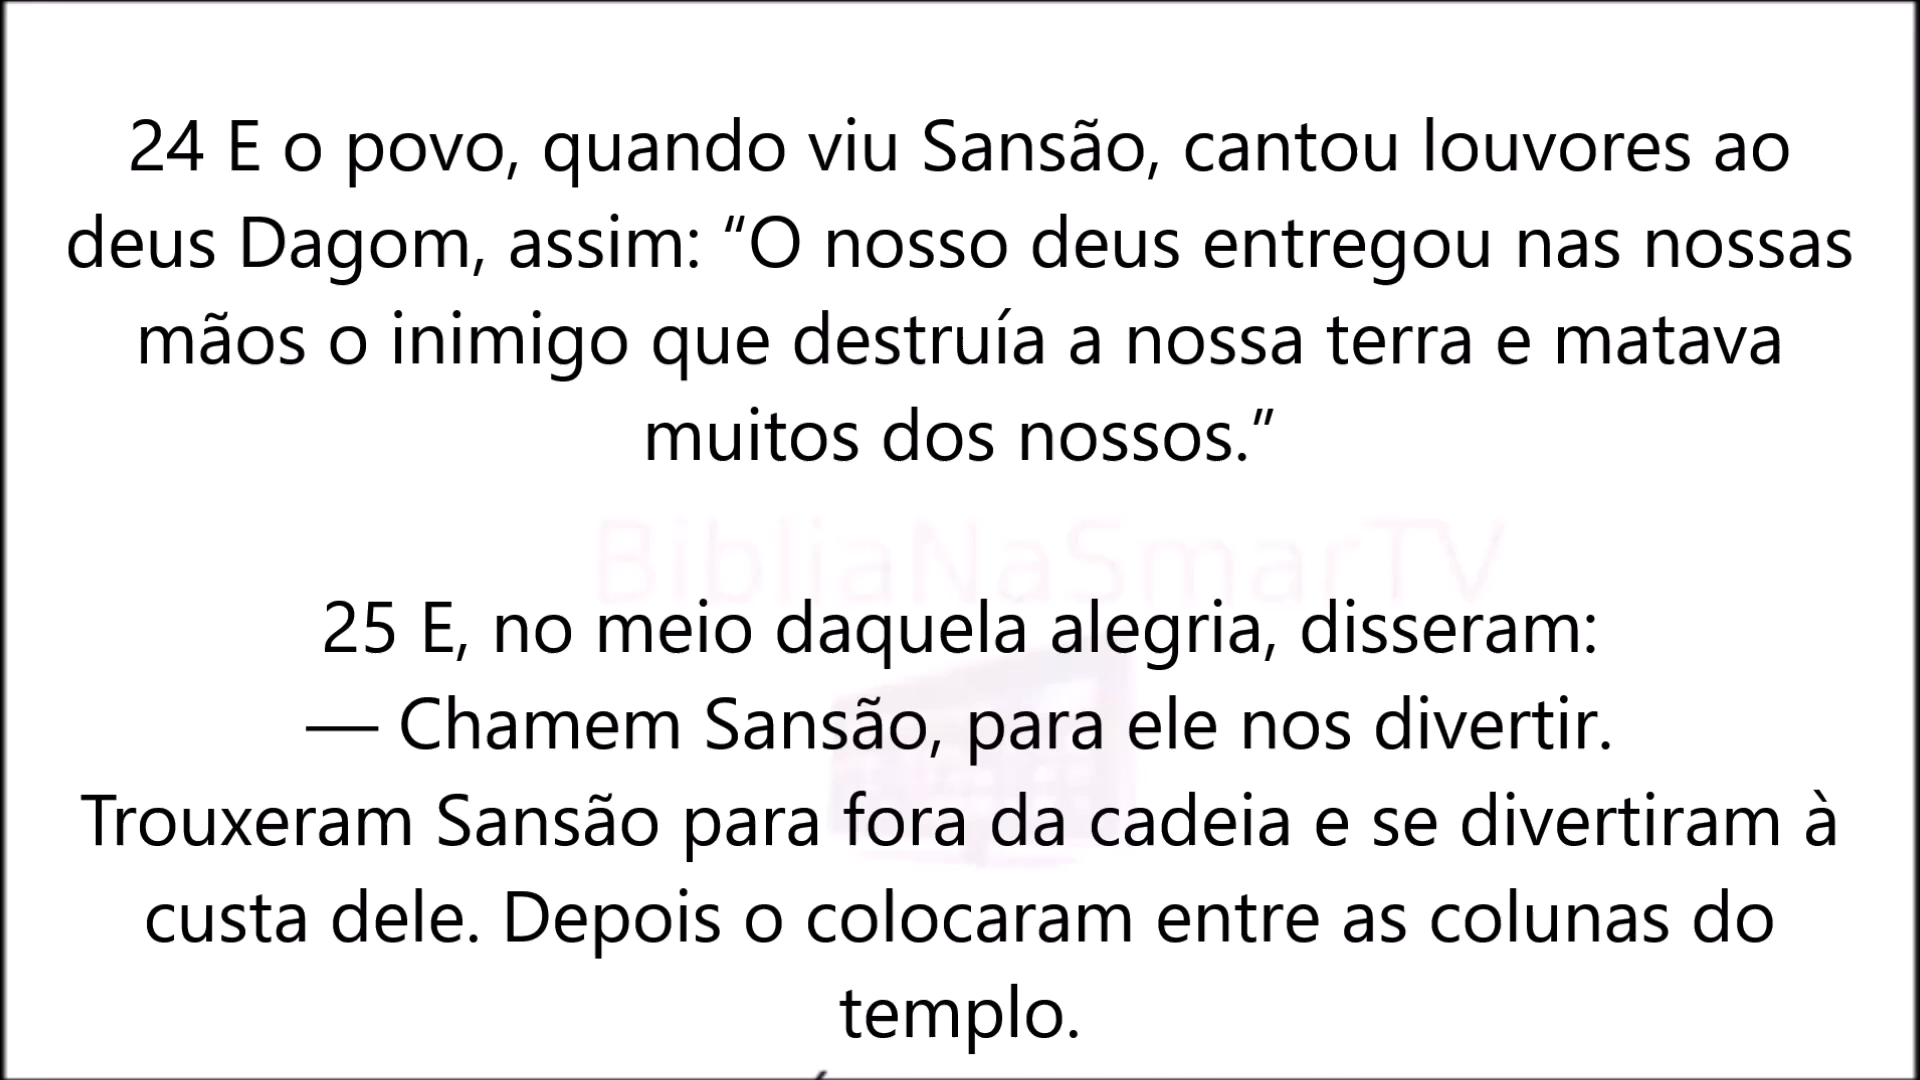 24 E o povo, quando viu Sansão, cantou louvores ao
deus Dagom, assim: “O nosso deus entregou nas nossas
mãos o inimigo que destruía a nossa terra e matava
muitos dos nossos.”
BibliaNaSmarTV
25 E, no meio daquela alegria, disseram:
— Chamem Sansão, para ele nos divertir.
Trouxeram Sansão para fora da cadeia e se divertiram à
custa dele. Depois o colocaram entre as colunas do
templo.